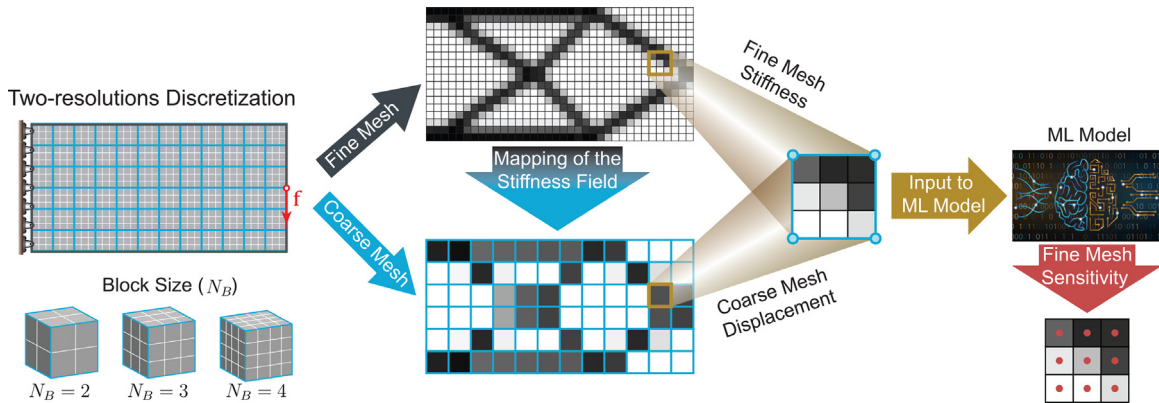 Two-resolutions Discretization
f
Block Size (N_B)
N_B = 2
N_B = 3
N_B = 4
Fine Mesh
Coarse Mesh
Mapping of the
Stiffness Field
Fine Mesh
Stiffness
Coarse Mesh
Displacement
Input to
ML Model
ML Model
Fine Mesh
Sensitivity